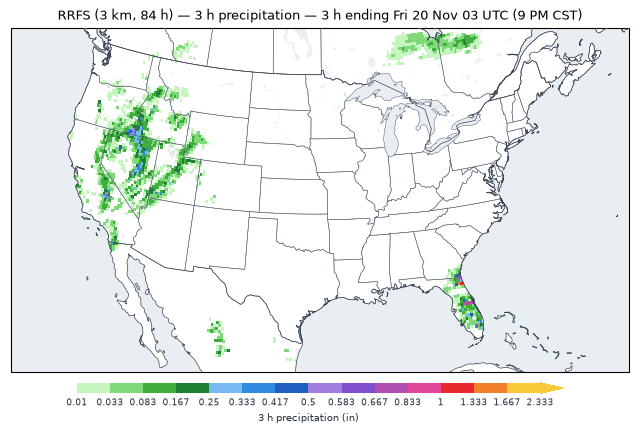 RRFS (3 km, 84 h) — 3 h precipitation — 3 h ending Fri 20 Nov 03 UTC (9 PM CST)
0.01 0.033 0.083 0.167 0.25 0.333 0.417 0.5 0.583 0.667 0.833 1 1.333 1.667 2.333
3 h precipitation (in)